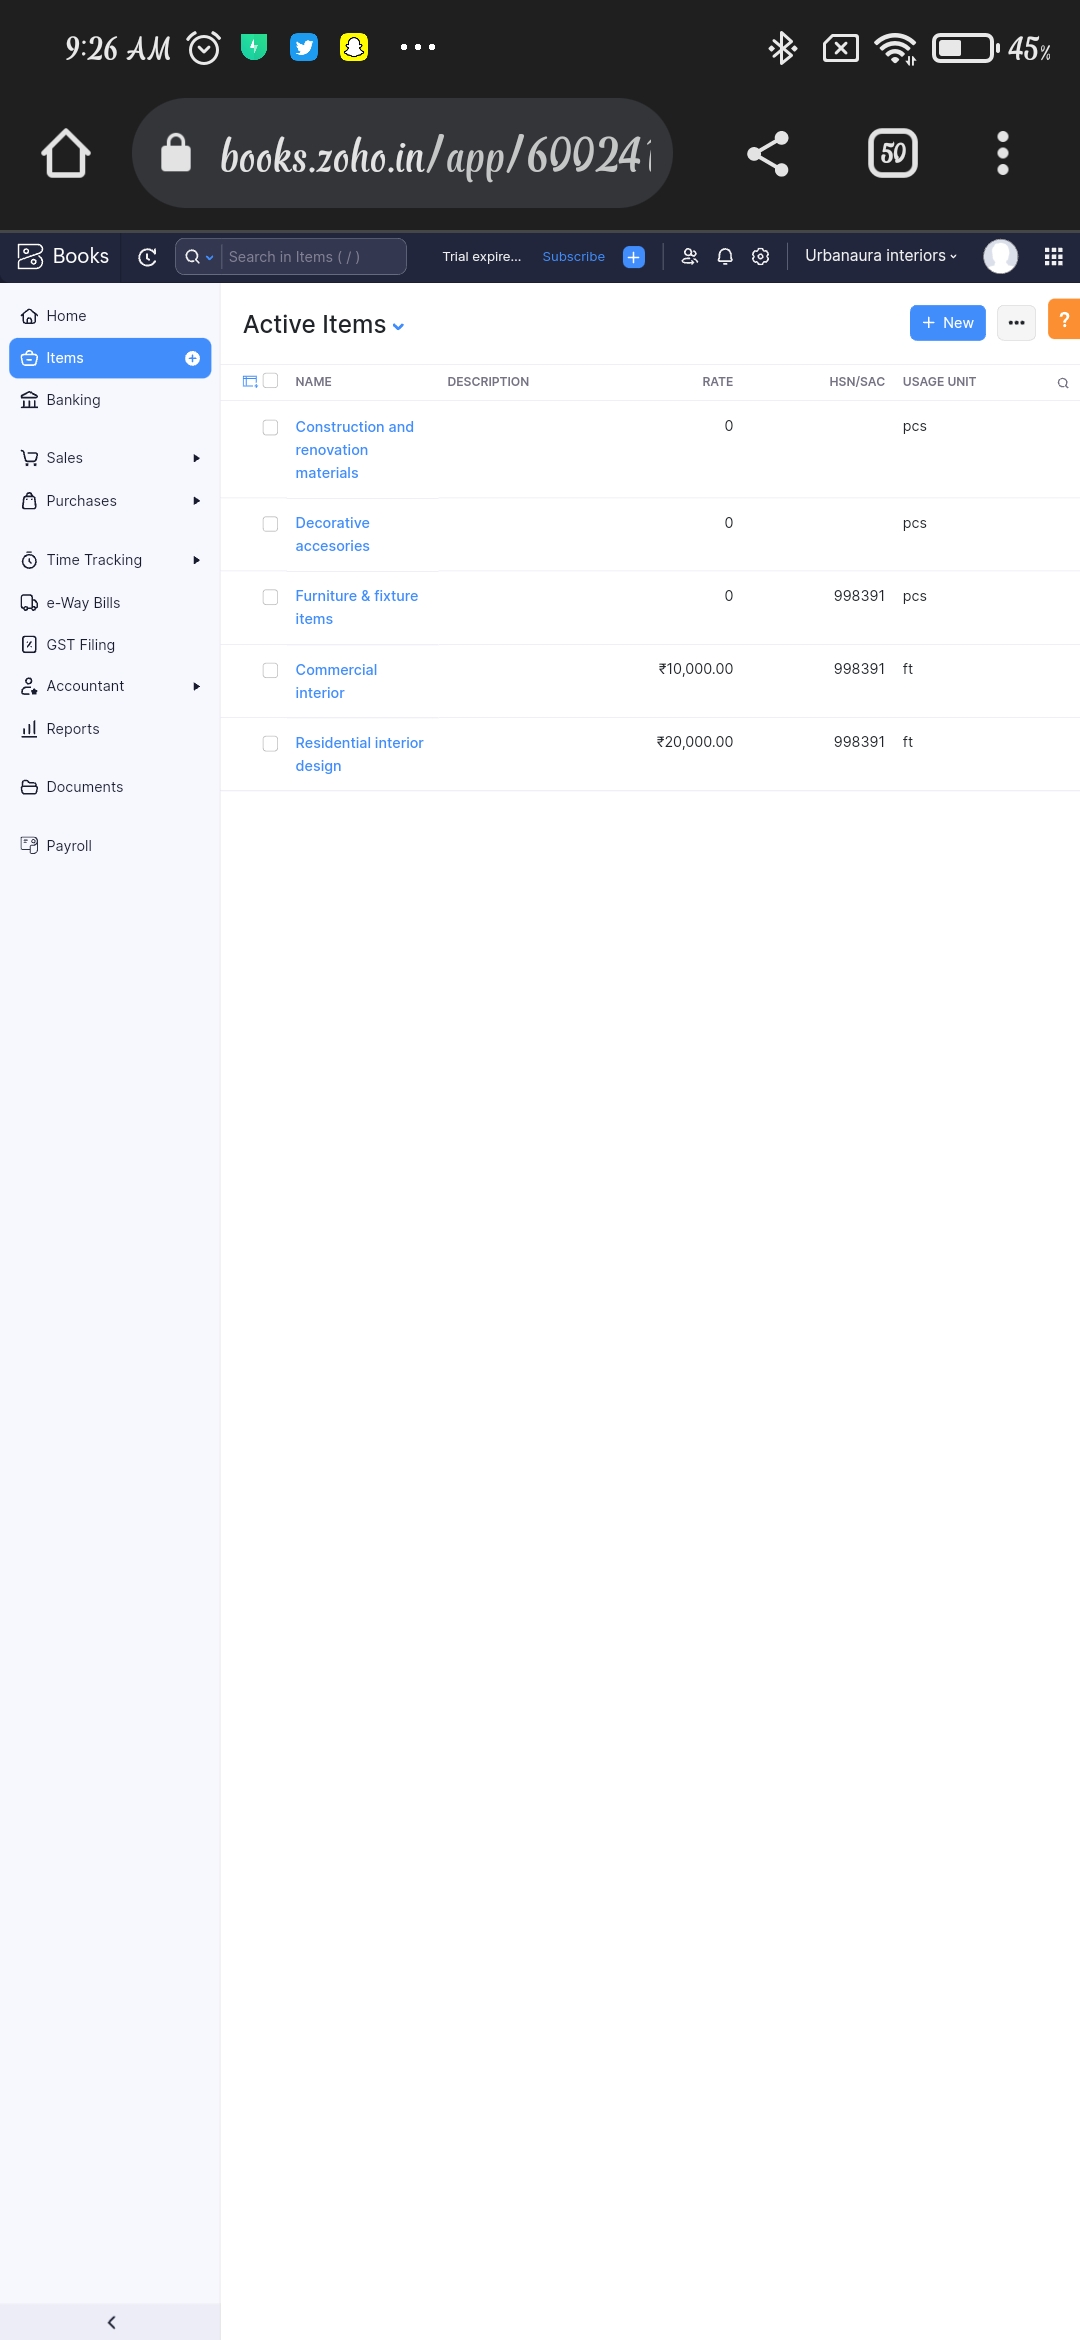 9:26 AM 45%
books.zoho.in/app/600241
50
Books Search in Items ( / ) Trial expire... Subscribe Urbanaura interiors
Home
Items
Banking
Sales
Purchases
Time Tracking
e-Way Bills
GST Filing
Accountant
Reports
Documents
Payroll
Active Items
+ New
?
NAME DESCRIPTION RATE HSN/SAC USAGE UNIT
Construction and 0 pcs
renovation
materials
Decorative 0 pcs
accesories
Furniture & fixture 0 998391 pcs
items
Commercial ₹10,000.00 998391 ft
interior
Residential interior ₹20,000.00 998391 ft
design